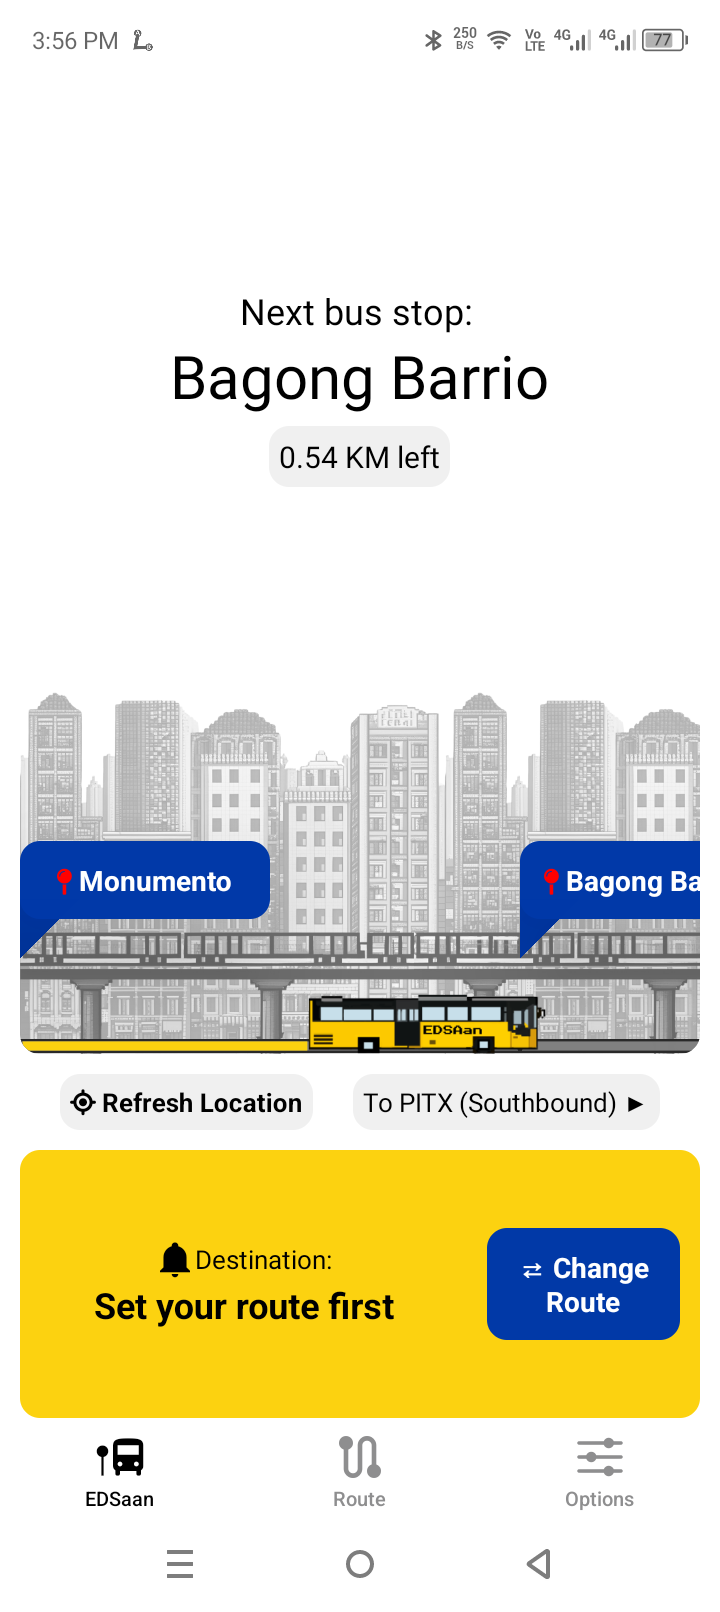 3:56 PM
250
B/S
Vo
LTE
4G
4G
77
Next bus stop:
Bagong Barrio
0.54 KM left
Monumento
Bagong Ba
EDSAan
Refresh Location
To PITX (Southbound) ►
Destination:
Set your route first
⇄ Change
Route
EDSaan
Route
Options